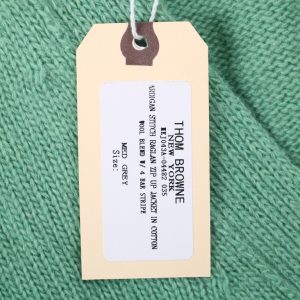 THOM BROWNE
NEW YORK
MKJ043A-04482 035
MILAN STITCH RAGLAN ZIP UP JACKET IN COTTON
WOOL BLEND W/ 4 BAR STRIPE
MED GREY
Size: